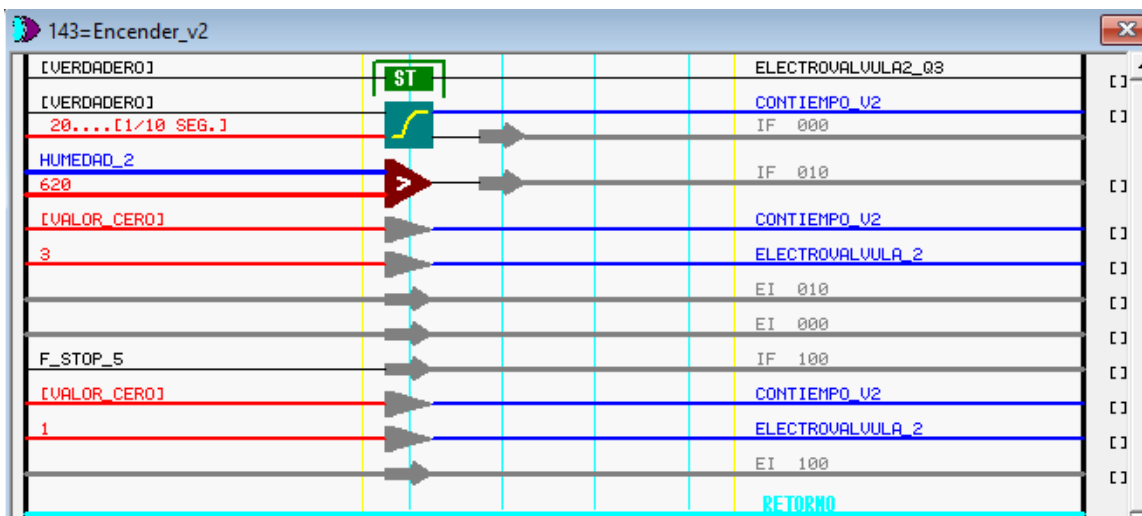 143=Encender_v2
[VERDADERO] ST ELECTROVALVULA2_Q3 []
[VERDADERO] CONTIEMPO_V2 []
20....[1/10 SEG.] IF 000
HUMEDAD_2
620 > IF 010 []
[VALOR_CERO] CONTIEMPO_V2 []
3 ELECTROVALVULA_2 []
EI 010 []
EI 000 []
F_STOP_5 IF 100 []
[VALOR_CERO] CONTIEMPO_V2 []
1 ELECTROVALVULA_2 []
EI 100 []
RETORNO